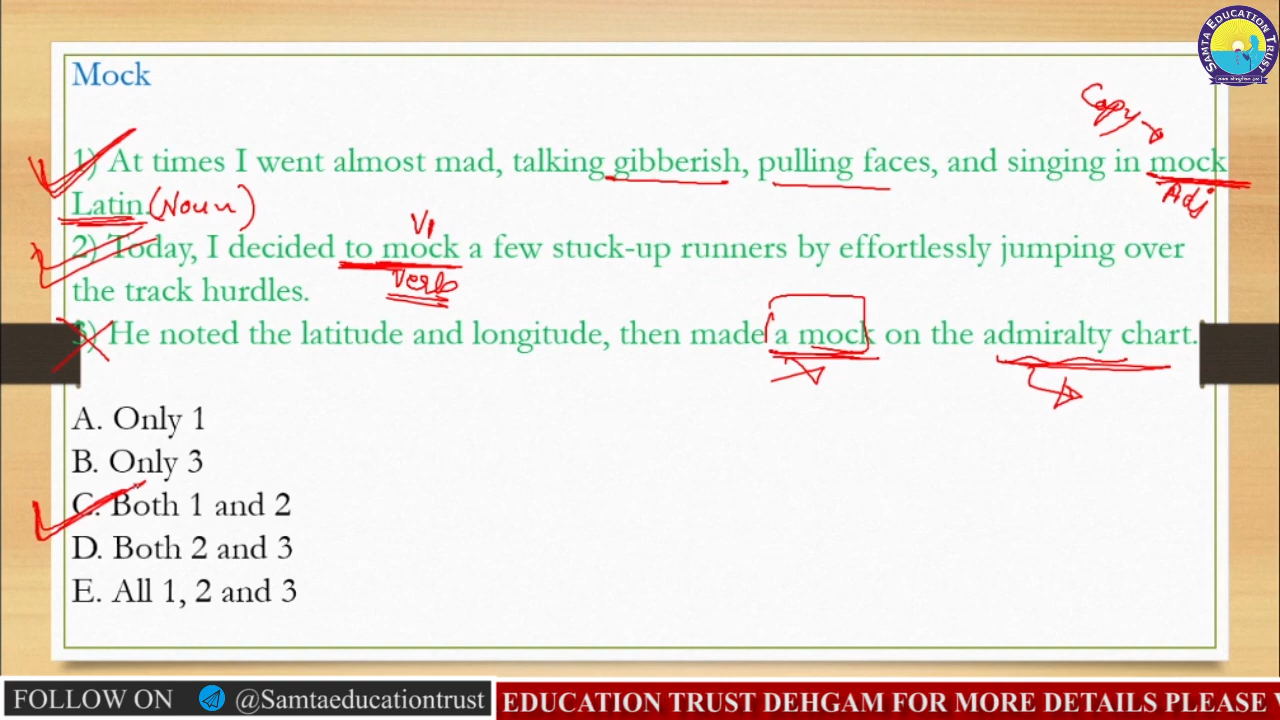 SAMTA EDUCATION TRUST
Mock
Copy
1) At times I went almost mad, talking gibberish, pulling faces, and singing in mock
Adj
Latin. (Noun)
V1
2) Today, I decided to mock a few stuck-up runners by effortlessly jumping over
Verb
the track hurdles.
3) He noted the latitude and longitude, then made a mock on the admiralty chart.
A. Only 1
B. Only 3
C. Both 1 and 2
D. Both 2 and 3
E. All 1, 2 and 3
FOLLOW ON @Samtaeducationtrust EDUCATION TRUST DEHGAM FOR MORE DETAILS PLEASE